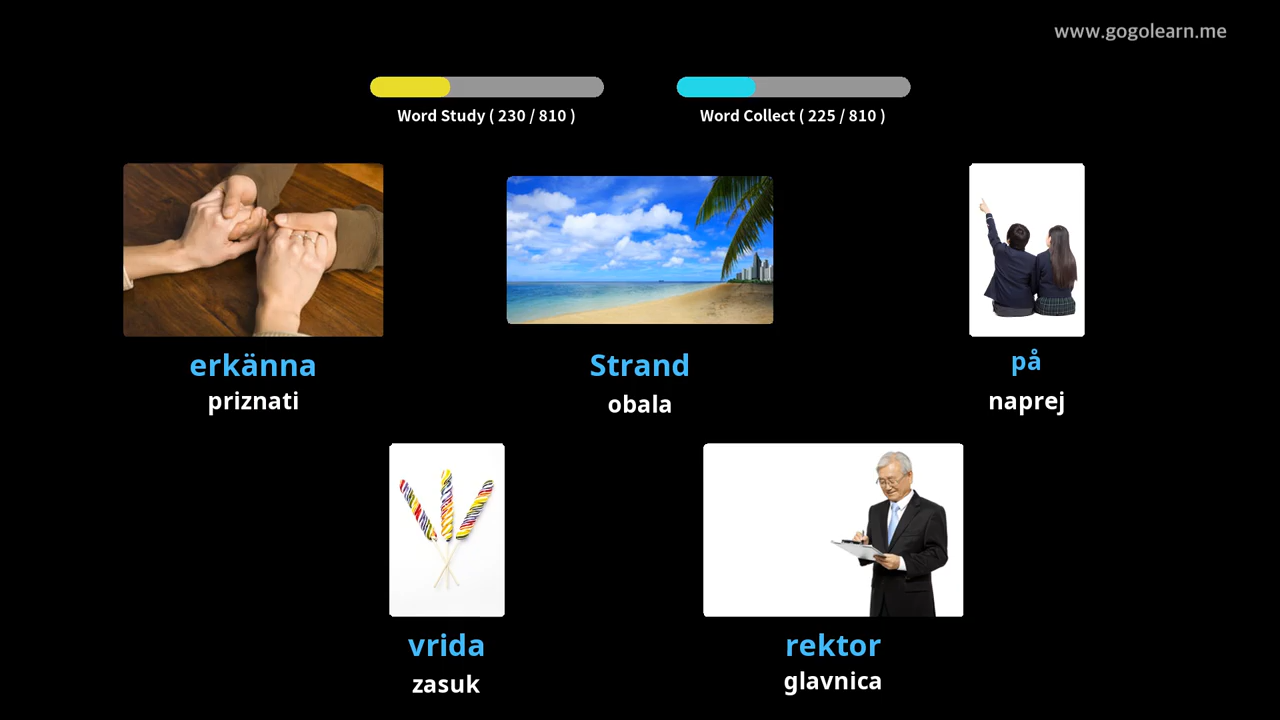 www.gogolearn.me
Word Study ( 230 / 810 )
Word Collect ( 225 / 810 )
erkänna
priznati
Strand
obala
på
naprej
vrida
zasuk
rektor
glavnica